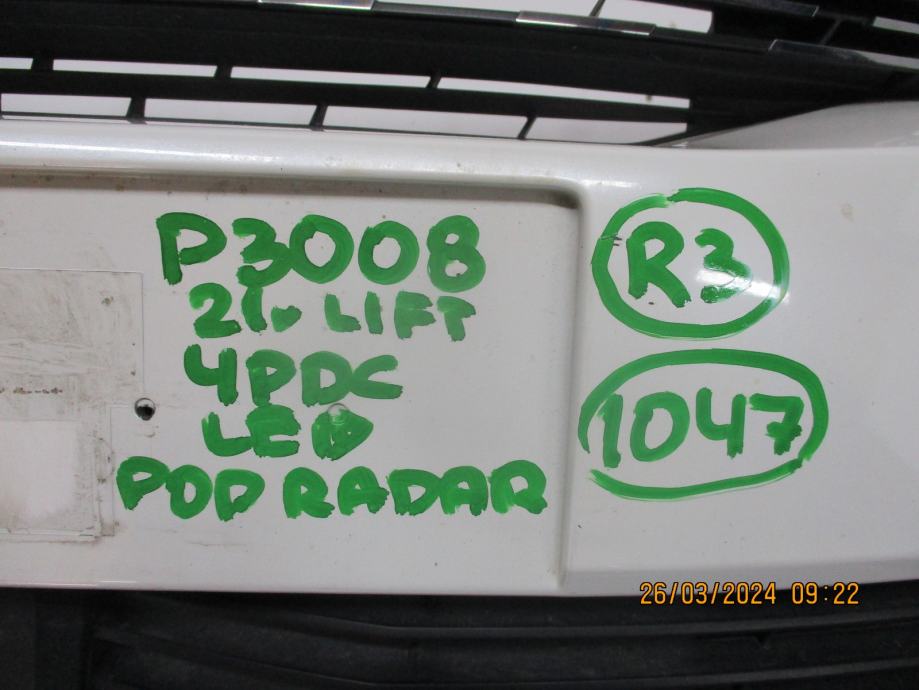 P3008
21r LIFT
4PDC
LED
POD RADAR
R3
1047
26/03/2024 09:22